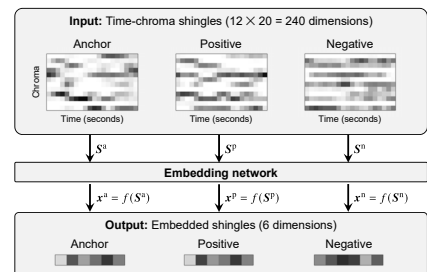 Input: Time-chroma shingles (12 × 20 = 240 dimensions)
Anchor Positive Negative
Chroma
Time (seconds) Time (seconds) Time (seconds)
Sᵃ Sᵖ Sⁿ
Embedding network
xᵃ = f(Sᵃ) xᵖ = f(Sᵖ) xⁿ = f(Sⁿ)
Output: Embedded shingles (6 dimensions)
Anchor Positive Negative